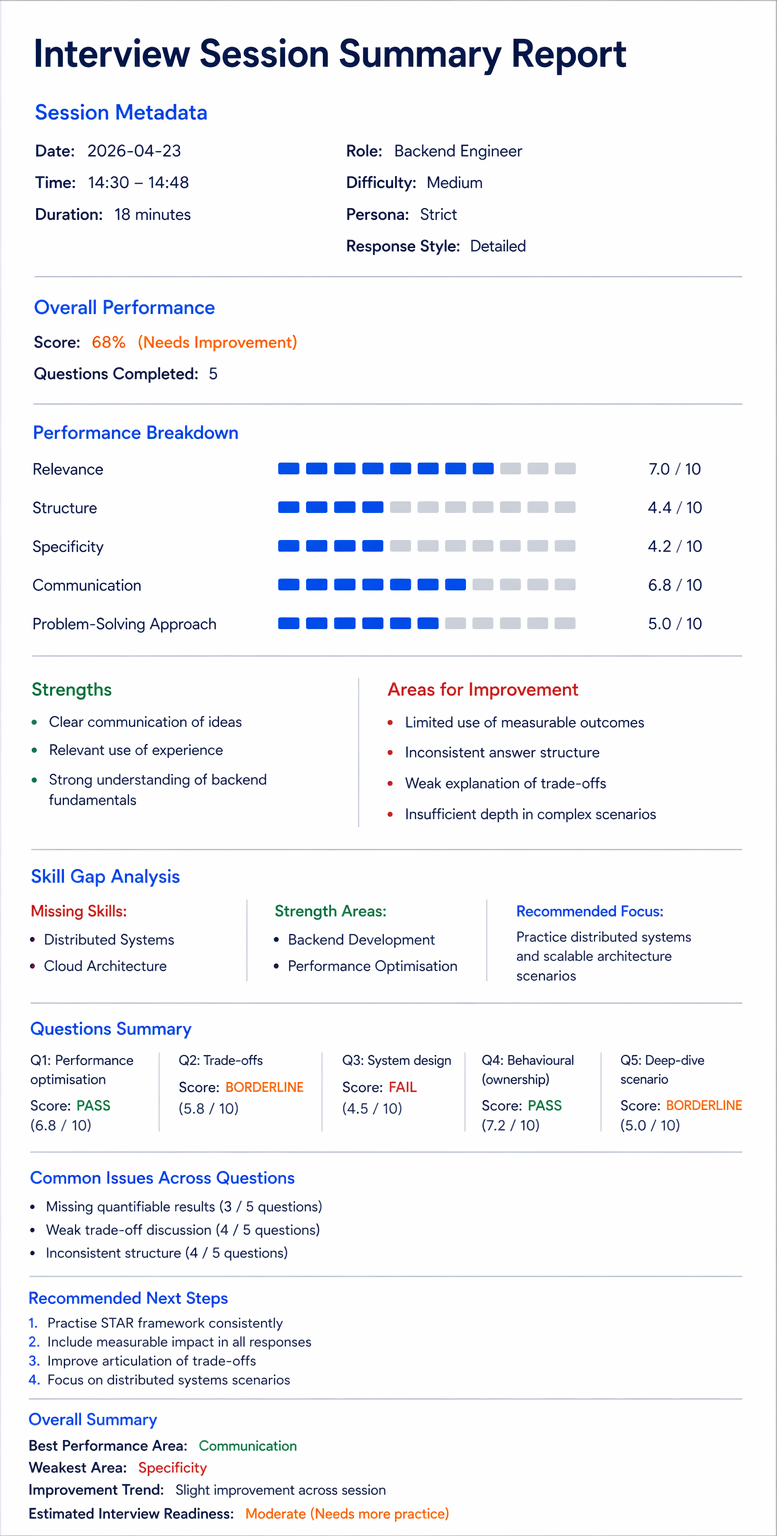 Interview Session Summary Report
Session Metadata
Date: 2026-04-23
Role: Backend Engineer
Time: 14:30 – 14:48
Difficulty: Medium
Duration: 18 minutes
Persona: Strict
Response Style: Detailed
Overall Performance
Score: 68% (Needs Improvement)
Questions Completed: 5
Performance Breakdown
Relevance 7.0 / 10
Structure 4.4 / 10
Specificity 4.2 / 10
Communication 6.8 / 10
Problem-Solving Approach 5.0 / 10
Strengths
• Clear communication of ideas
• Relevant use of experience
• Strong understanding of backend
fundamentals
Areas for Improvement
• Limited use of measurable outcomes
• Inconsistent answer structure
• Weak explanation of trade-offs
• Insufficient depth in complex scenarios
Skill Gap Analysis
Missing Skills:
• Distributed Systems
• Cloud Architecture
Strength Areas:
• Backend Development
• Performance Optimisation
Recommended Focus:
Practice distributed systems
and scalable architecture
scenarios
Questions Summary
Q1: Performance
optimisation
Score: PASS
(6.8 / 10)
Q2: Trade-offs
Score: BORDERLINE
(5.8 / 10)
Q3: System design
Score: FAIL
(4.5 / 10)
Q4: Behavioural
(ownership)
Score: PASS
(7.2 / 10)
Q5: Deep-dive
scenario
Score: BORDERLINE
(5.0 / 10)
Common Issues Across Questions
• Missing quantifiable results (3 / 5 questions)
• Weak trade-off discussion (4 / 5 questions)
• Inconsistent structure (4 / 5 questions)
Recommended Next Steps
1. Practise STAR framework consistently
2. Include measurable impact in all responses
3. Improve articulation of trade-offs
4. Focus on distributed systems scenarios
Overall Summary
Best Performance Area: Communication
Weakest Area: Specificity
Improvement Trend: Slight improvement across session
Estimated Interview Readiness: Moderate (Needs more practice)